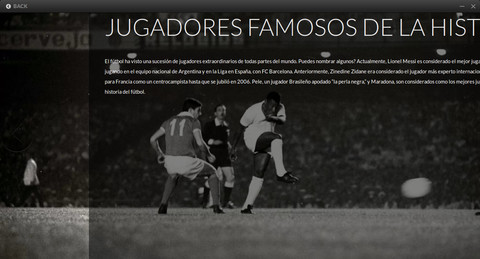 BACK
JUGADORES FAMOSOS DE LA HIST
El fútbol ha visto una sucesión de jugadores extraordinarios de todas partes del mundo. Puedes nombrar algunos? Actualmente, Lionel Messi es considerado el mejor juga
jugando en el equipo nacional de Argentina y en la Liga en España, con FC Barcelona. Anteriormente, Zinedine Zidane era considerado el jugador más experto internacio
para Francia como un centrocampista hasta que se jubiló en 2006. Pele, un jugador Brasileño apodado "la perla negra," y Maradona, son considerados como los mejores ju
historia del fútbol.
cerveja
11